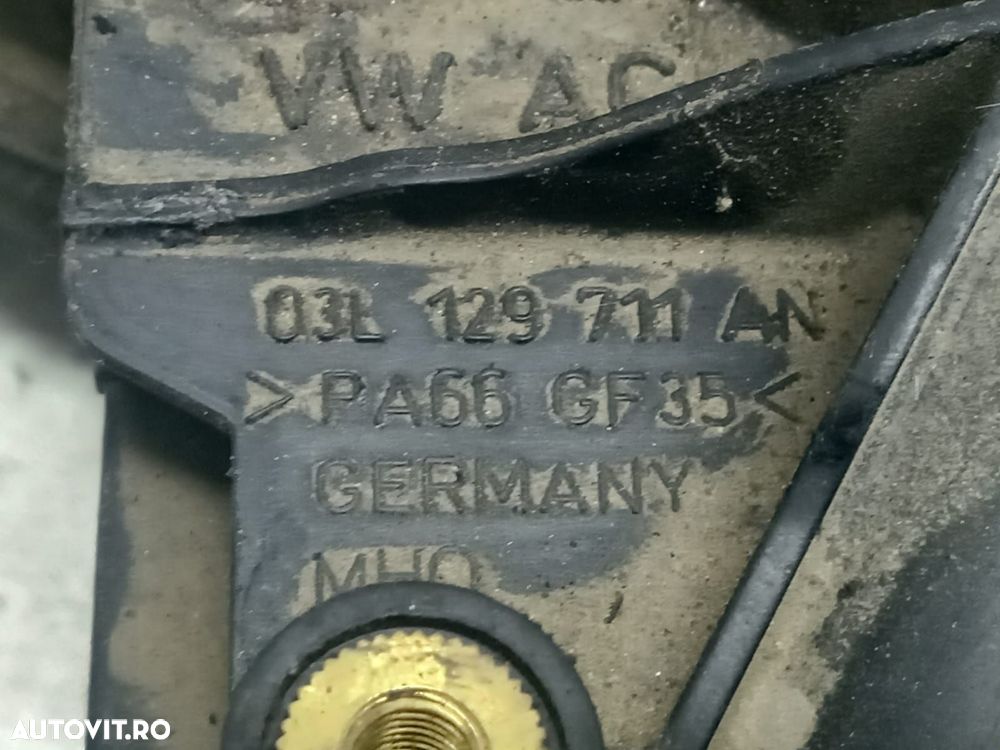 VW AG
03L 129 711 AN
>PA66 GF35<
GERMANY
AUTOVIT.RO